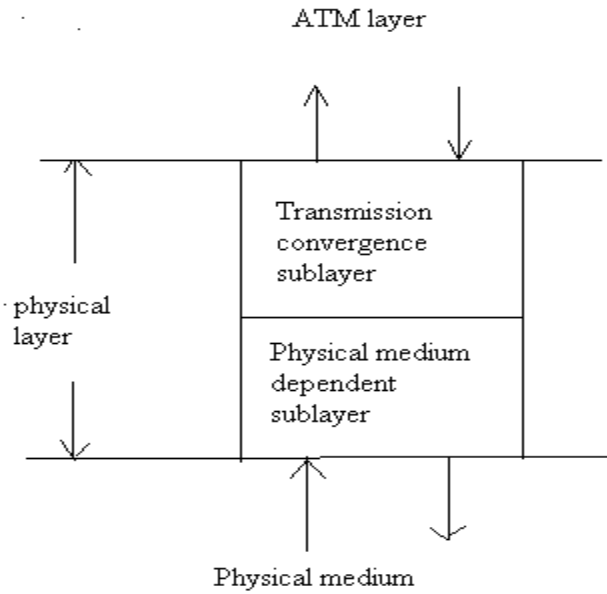 ATM layer
Transmission
convergence
sublayer
physical
layer
Physical medium
dependent
sublayer
Physical medium